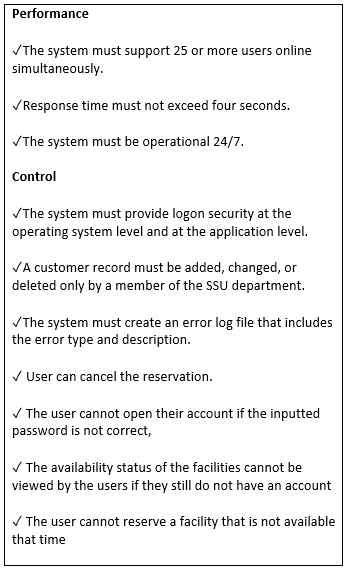 Performance
✓The system must support 25 or more users online
simultaneously.
✓Response time must not exceed four seconds.
✓The system must be operational 24/7.
Control
✓The system must provide logon security at the
operating system level and at the application level.
✓A customer record must be added, changed, or
deleted only by a member of the SSU department.
✓The system must create an error log file that includes
the error type and description.
✓ User can cancel the reservation.
✓ The user cannot open their account if the inputted
password is not correct,
✓ The availability status of the facilities cannot be
viewed by the users if they still do not have an account
✓ The user cannot reserve a facility that is not available
that time